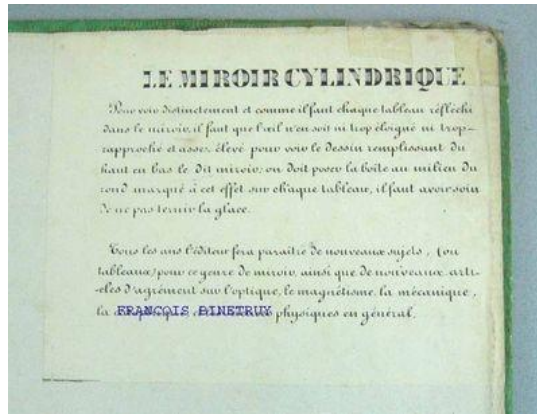 LE MIROIR CYLINDRIQUE
Pour voir distinctement et comme il faut chaque tableau réfléchi
dans le miroir, il faut que l'œil n'en soit ni trop éloigné ni trop-
rapproché et assez élevé pour voir le dessin remplissant du
haut en bas le dit miroir; on doit poser la boîte au milieu du
rond marqué à cet effet sur chaque tableau, il faut avoir soin
de ne pas ternir la glace.
Tous les ans l'éditeur fera paraître de nouveaux sujets, (ou
tableaux) pour ce genre de miroir, ainsi que de nouveaux arti-
-cles d'agrément sur l'optique, le magnétisme, la mécanique,
la physiques en général.
FRANCOIS BINETRUY